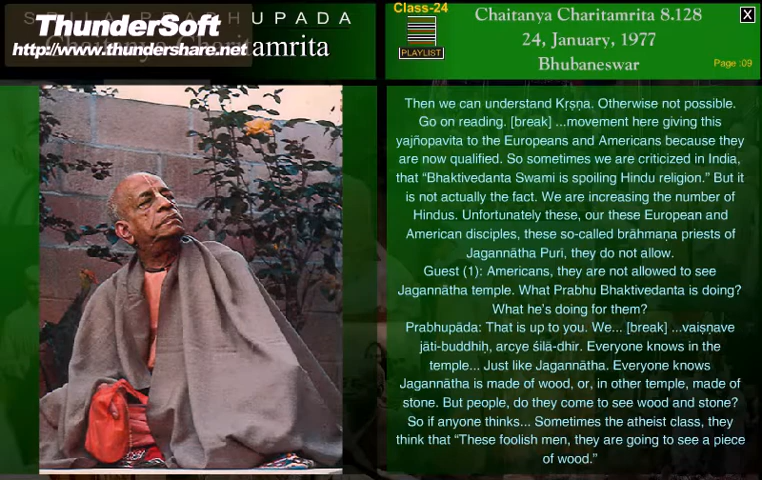 SRILA PRABHUPADA
ThunderSoft
http://www.thundershare.net
Chaitanya Charitamrita
Class-24
PLAYLIST
Chaitanya Charitamrita 8.128
24, January, 1977
Bhubaneswar
X
Page :09
Then we can understand Kṛṣṇa. Otherwise not possible.
Go on reading. [break] ...movement here giving this
yajñopavita to the Europeans and Americans because they
are now qualified. So sometimes we are criticized in India,
that “Bhaktivedanta Swami is spoiling Hindu religion.” But it
is not actually the fact. We are increasing the number of
Hindus. Unfortunately these, our these European and
American disciples, these so-called brāhmaṇa priests of
Jagannātha Puri, they do not allow.
Guest (1): Americans, they are not allowed to see
Jagannātha temple. What Prabhu Bhaktivedanta is doing?
What he’s doing for them?
Prabhupāda: That is up to you. We... [break] ...vaiṣṇave
jāti-buddhiḥ, arcye śilā-dhīr. Everyone knows in the
temple... Just like Jagannātha. Everyone knows
Jagannātha is made of wood, or, in other temple, made of
stone. But people, do they come to see wood and stone?
So if anyone thinks... Sometimes the atheist class, they
think that “These foolish men, they are going to see a piece
of wood.”